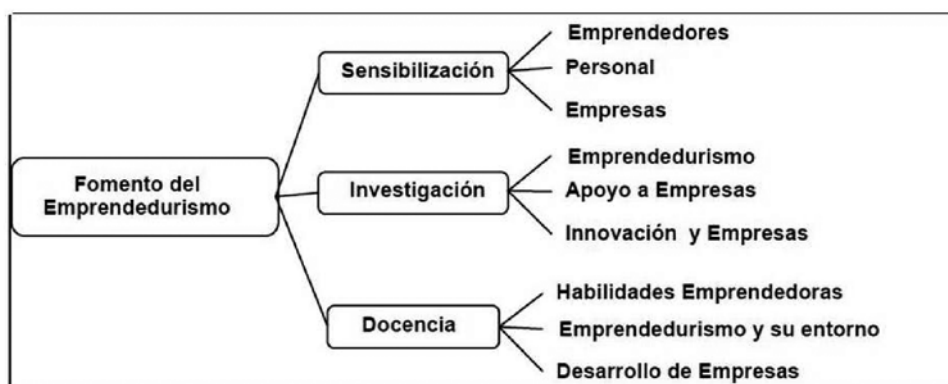 Emprendedores
Sensibilización
Personal
Empresas
Fomento del
Emprendedurismo
Emprendedurismo
Investigación
Apoyo a Empresas
Innovación y Empresas
Habilidades Emprendedoras
Docencia
Emprendedurismo y su entorno
Desarrollo de Empresas